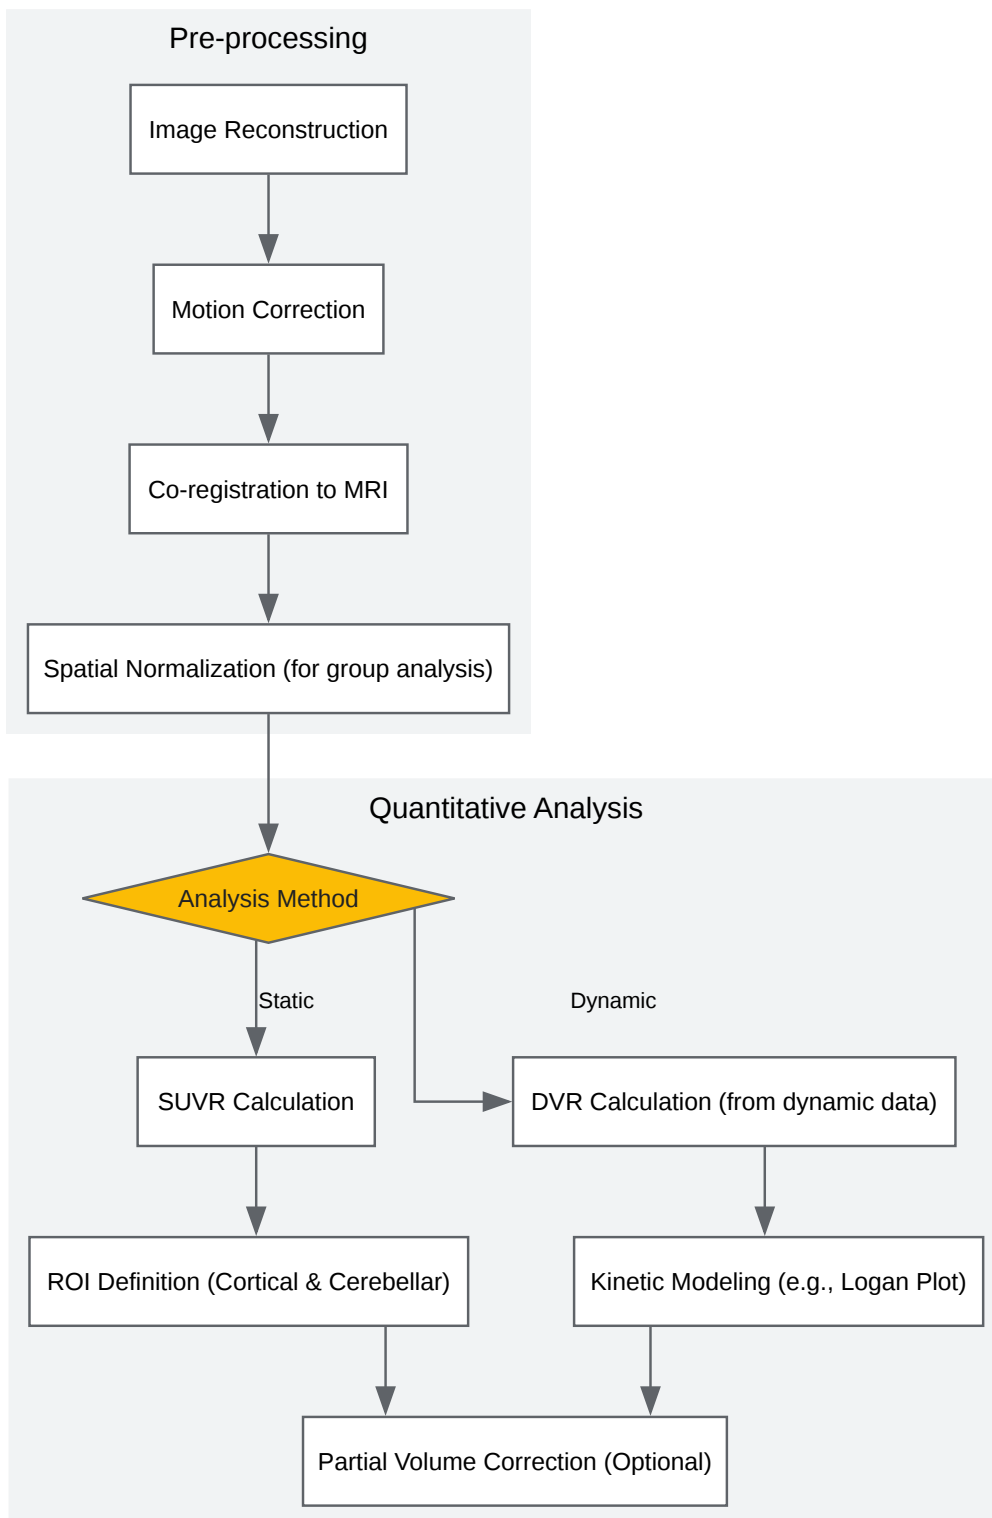 Pre-processing
Image Reconstruction
Motion Correction
Co-registration to MRI
Spatial Normalization (for group analysis)
Quantitative Analysis
Analysis Method
Static
Dynamic
SUVR Calculation
DVR Calculation (from dynamic data)
ROI Definition (Cortical & Cerebellar)
Kinetic Modeling (e.g., Logan Plot)
Partial Volume Correction (Optional)